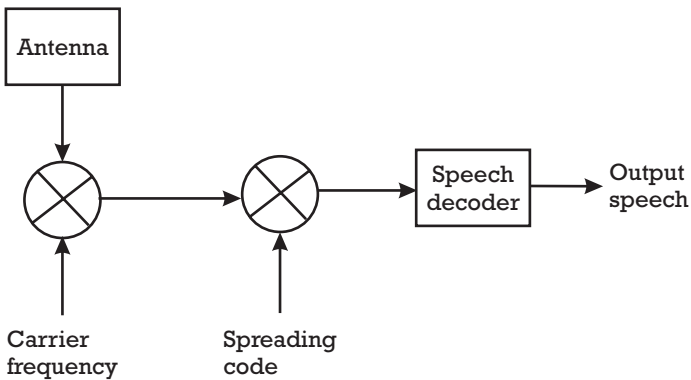 Antenna
Speech
decoder
Output
speech
Carrier
frequency
Spreading
code